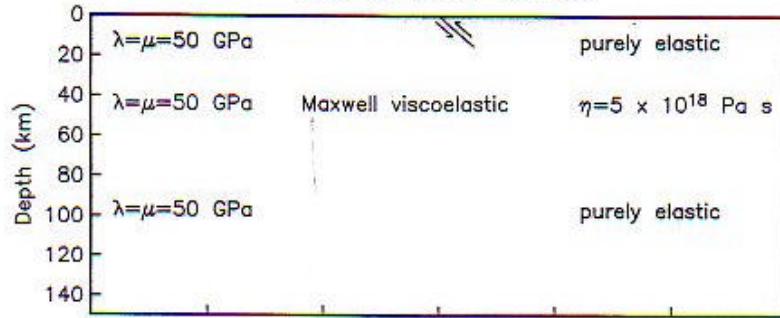 0
λ=μ=50 GPa purely elastic
20
40
λ=μ=50 GPa Maxwell viscoelastic η=5 x 10¹⁸ Pa s
60
80
λ=μ=50 GPa purely elastic
100
120
140
Depth (km)